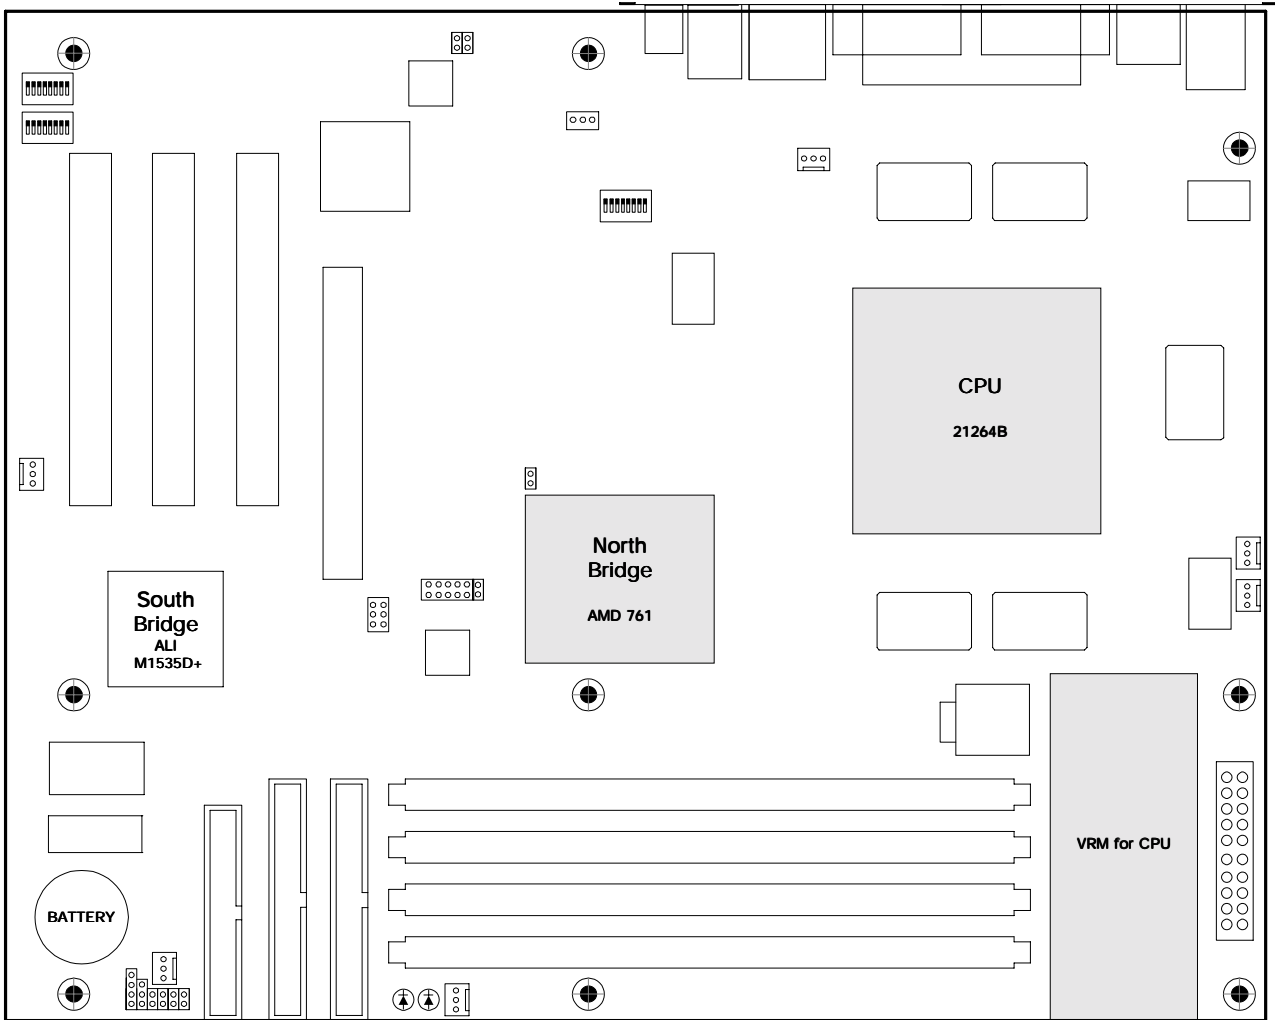 CPU
21264B
North
Bridge
AMD 761
South
Bridge
ALI
M1535D+
VRM for CPU
BATTERY